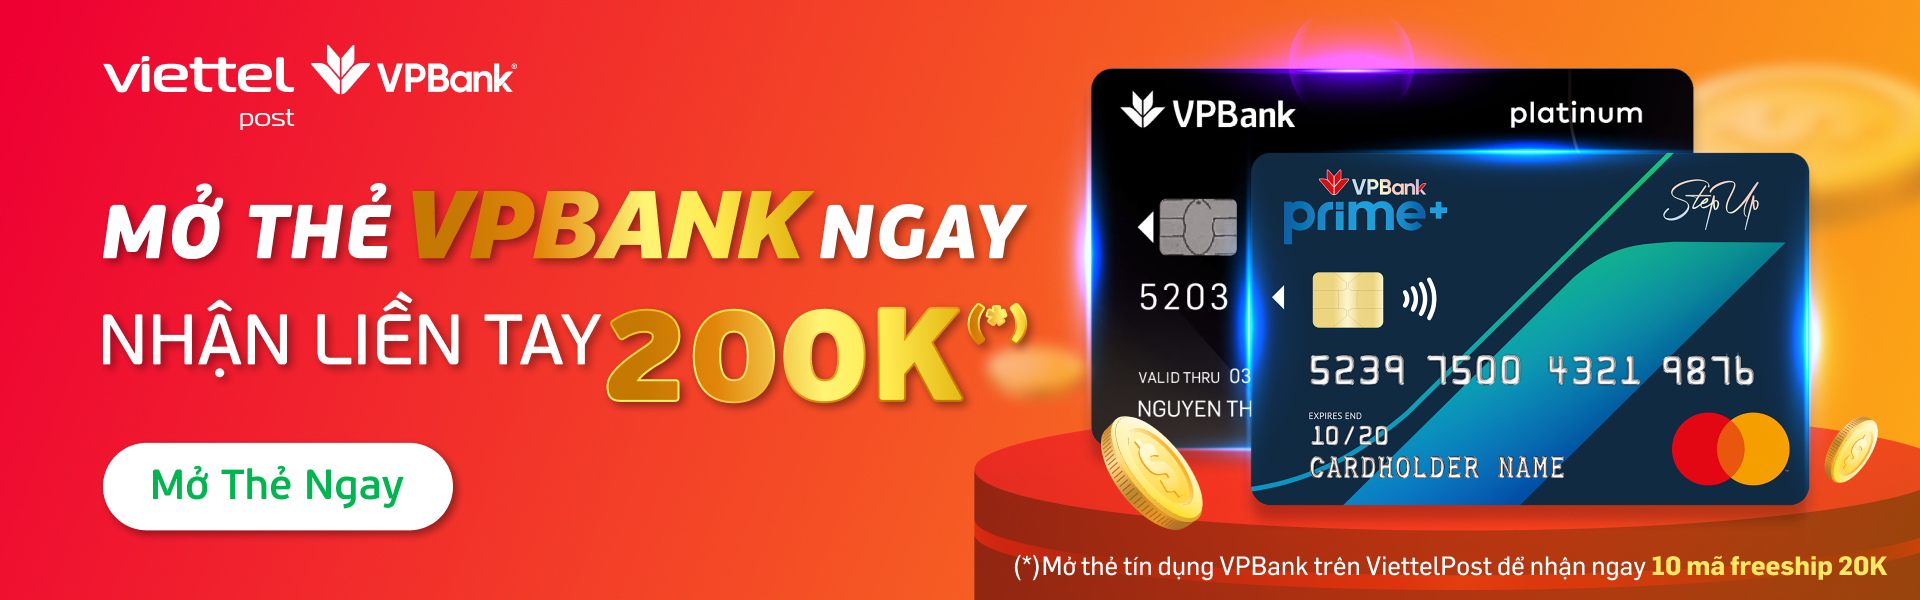 viettel
post
VPBank
MỞ THẺ VPBANK NGAY
NHẬN LIỀN TAY 200K(*)
Mở Thẻ Ngay
VPBank
platinum
5203
VALID THRU 03
NGUYEN TH
VPBank
prime+
StepUp
5239 7500 4321 9876
EXPIRES END
10/20
CARDHOLDER NAME
(*)Mở thẻ tín dụng VPBank trên ViettelPost để nhận ngay 10 mã freeship 20K